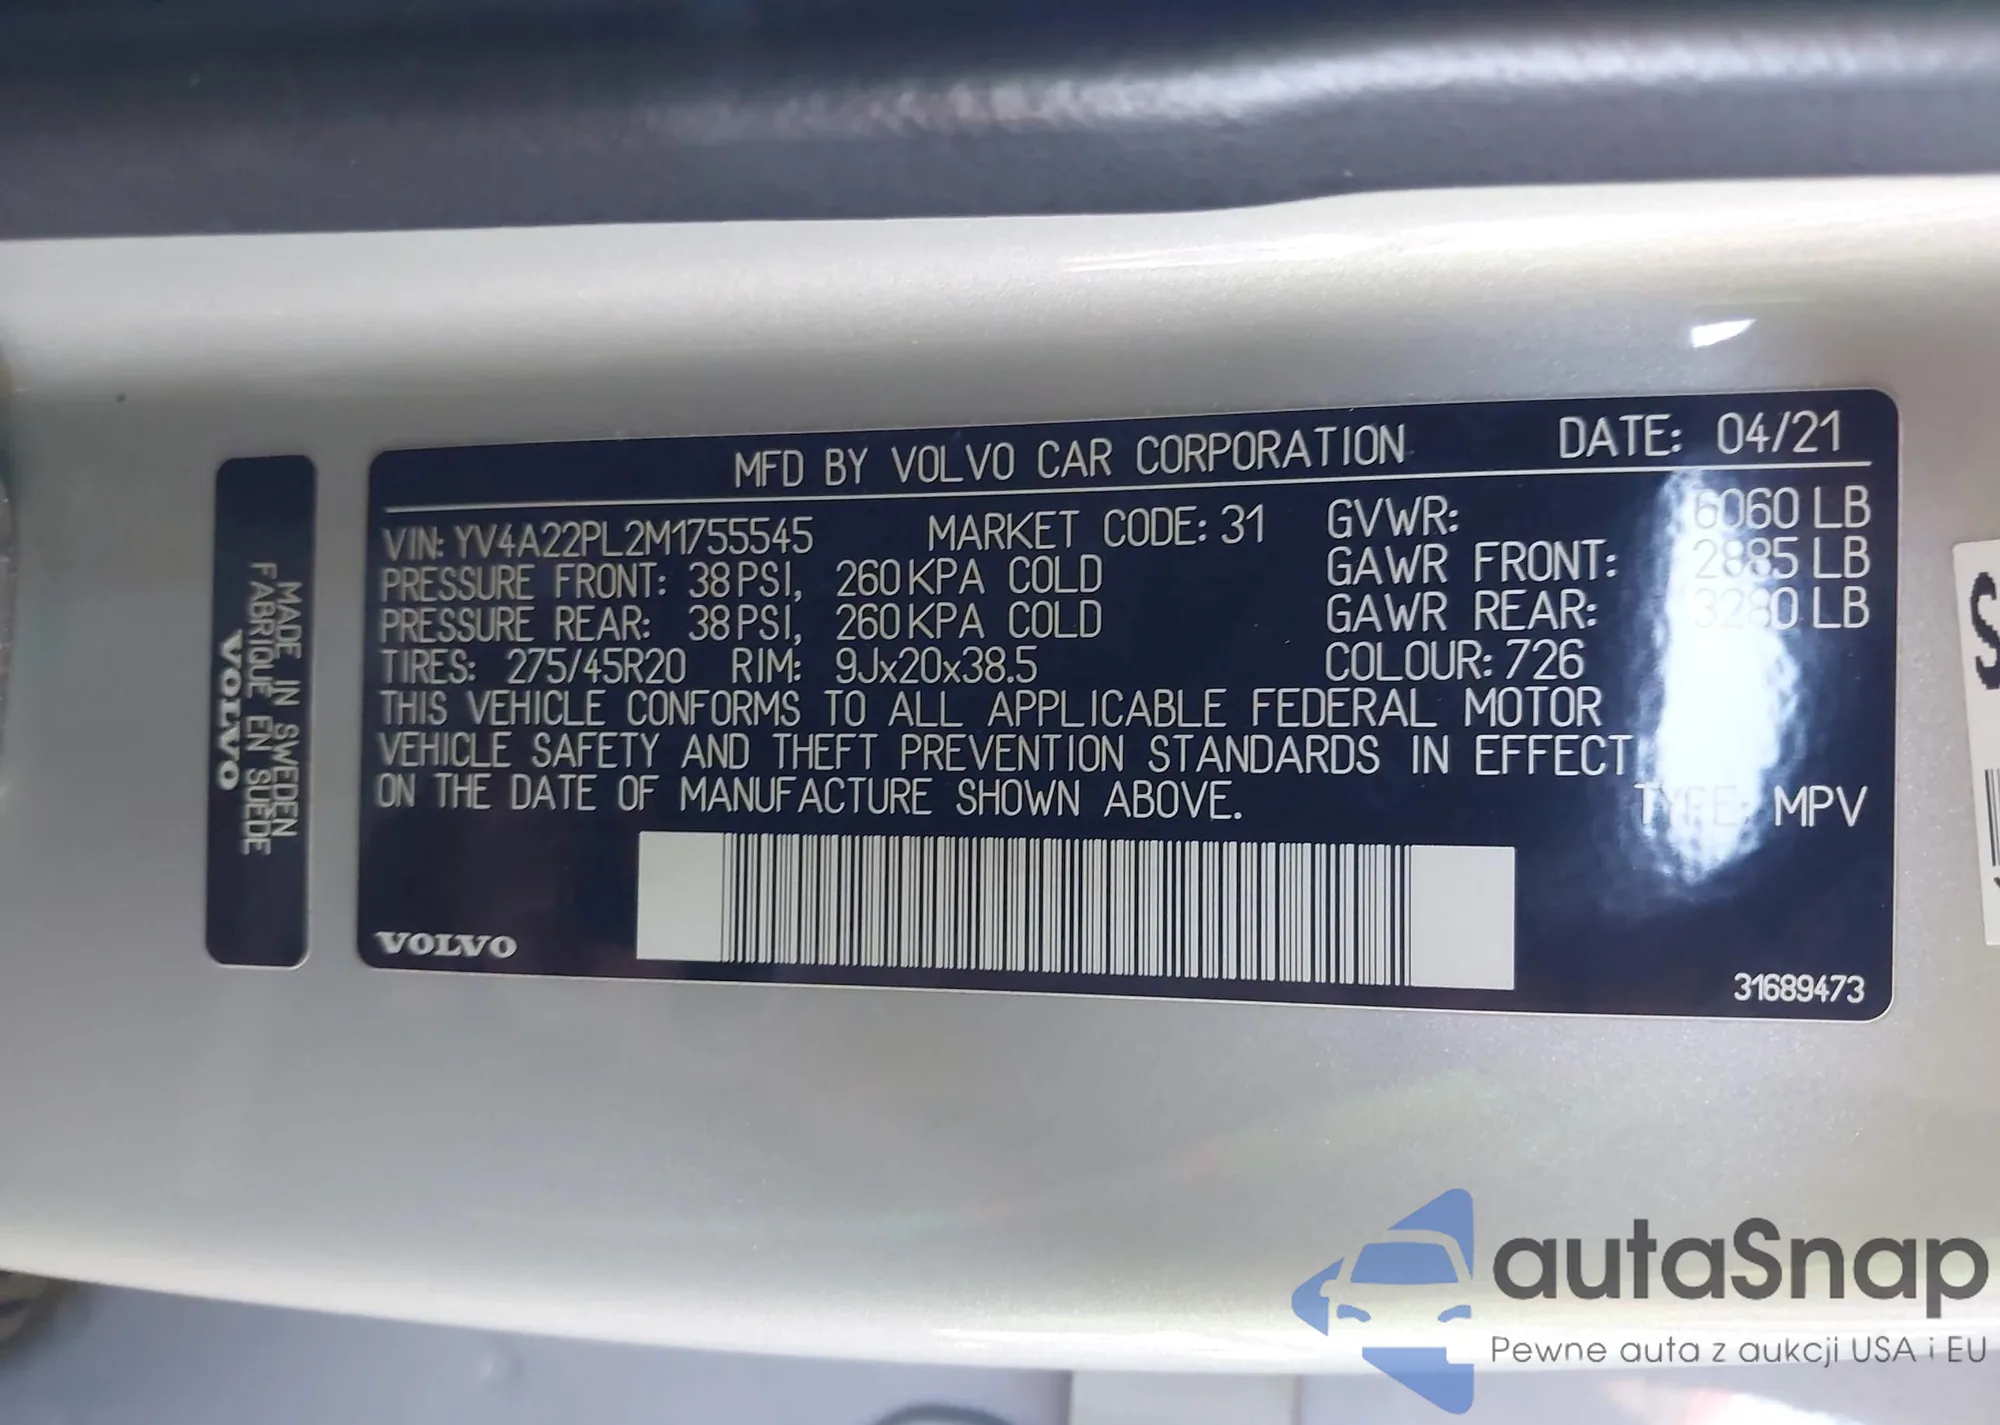 MADE IN SWEDEN
FABRIQUE EN SUÈDE
VOLVO
MFD BY VOLVO CAR CORPORATION
DATE: 04/21
VIN: YV4A22PL2M1755545 MARKET CODE: 31 GVWR: 6060 LB
PRESSURE FRONT: 38 PSI, 260 KPA COLD GAWR FRONT: 2885 LB
PRESSURE REAR: 38 PSI, 260 KPA COLD GAWR REAR: 3280 LB
TIRES: 275/45R20 RIM: 9Jx20x38.5 COLOUR: 726
THIS VEHICLE CONFORMS TO ALL APPLICABLE FEDERAL MOTOR
VEHICLE SAFETY AND THEFT PREVENTION STANDARDS IN EFFECT
ON THE DATE OF MANUFACTURE SHOWN ABOVE. TYPE: MPV
VOLVO
31689473
autaSnap
Pewne auta z aukcji USA i EU